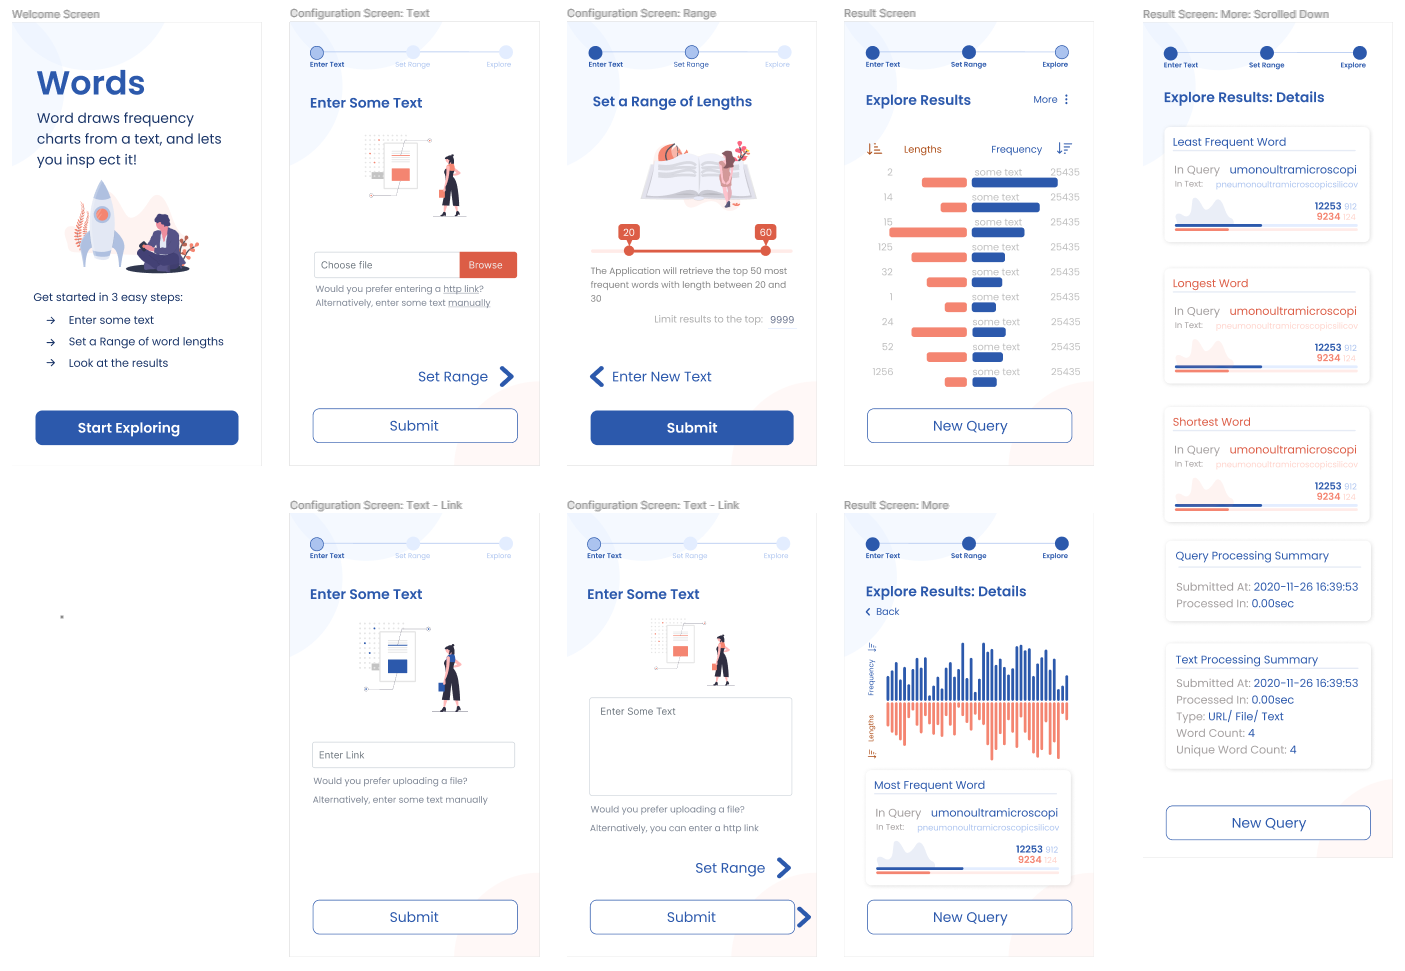 Welcome Screen
Words
Word draws frequency
charts from a text, and lets
you insp ect it!
Get started in 3 easy steps:
Enter some text
Set a Range of word lengths
Look at the results
Start Exploring
Configuration Screen: Text
Enter Text Set Range Explore
Enter Some Text
Choose file Browse
Would you prefer entering a http link?
Alternatively, enter some text manually
Set Range
Submit
Configuration Screen: Range
Enter Text Set Range Explore
Set a Range of Lengths
20 60
The Application will retrieve the top 50 most
frequent words with length between 20 and
30
Limit results to the top: 9999
Enter New Text
Submit
Result Screen
Enter Text Set Range Explore
Explore Results More
Lengths Frequency
2 some text 25435
14 some text 25435
15 some text 25435
125 some text 25435
32 some text 25435
1 some text 25435
24 some text 25435
52 some text 25435
1256 some text 25435
New Query
Result Screen: More: Scrolled Down
Enter Text Set Range Explore
Explore Results: Details
Least Frequent Word
In Query umonoultramicroscopi
In Text: pneumonoultramicroscopicsilicov
12253 912
9234 124
Longest Word
In Query umonoultramicroscopi
In Text: pneumonoultramicroscopicsilicov
12253 912
9234 124
Shortest Word
In Query umonoultramicroscopi
In Text: pneumonoultramicroscopicsilicov
12253 912
9234 124
Query Processing Summary
Submitted At: 2020-11-26 16:39:53
Processed In: 0.00sec
Text Processing Summary
Submitted At: 2020-11-26 16:39:53
Processed In: 0.00sec
Type: URL/ File/ Text
Word Count: 4
Unique Word Count: 4
New Query
Configuration Screen: Text - Link
Enter Text Set Range Explore
Enter Some Text
Enter Link
Would you prefer uploading a file?
Alternatively, enter some text manually
Submit
Configuration Screen: Text - Link
Enter Text Set Range Explore
Enter Some Text
Enter Some Text
Would you prefer uploading a file?
Alternatively, you can enter a http link
Set Range
Submit
Result Screen: More
Enter Text Set Range Explore
Explore Results: Details
Back
Frequency
Lengths
Most Frequent Word
In Query umonoultramicroscopi
In Text: pneumonoultramicroscopicsilicov
12253 912
9234 124
New Query